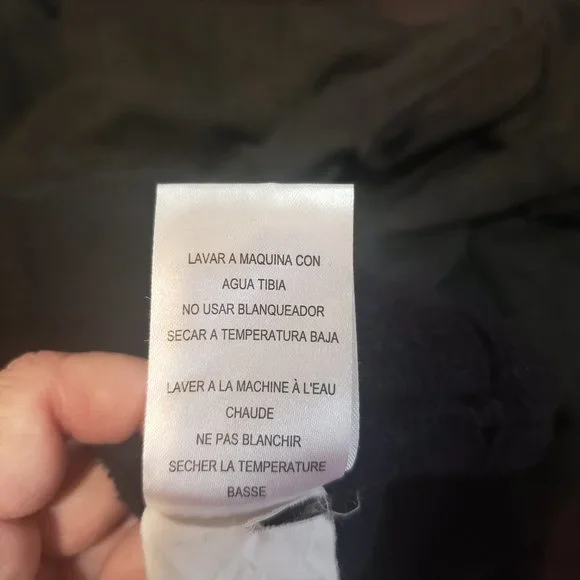 LAVAR A MAQUINA CON
AGUA TIBIA
NO USAR BLANQUEADOR
SECAR A TEMPERATURA BAJA
LAVER A LA MACHINE À L'EAU
CHAUDE
NE PAS BLANCHIR
SECHER LA TEMPERATURE
BASSE